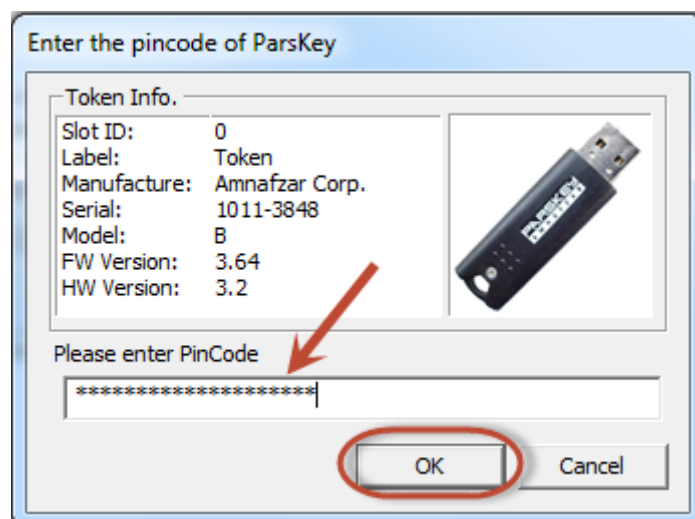 Enter the pincode of ParsKey
Token Info.
Slot ID: 0
Label: Token
Manufacture: Amnafzar Corp.
Serial: 1011-3848
Model: B
FW Version: 3.64
HW Version: 3.2
PARSKEY
Please enter PinCode
********************
OK Cancel